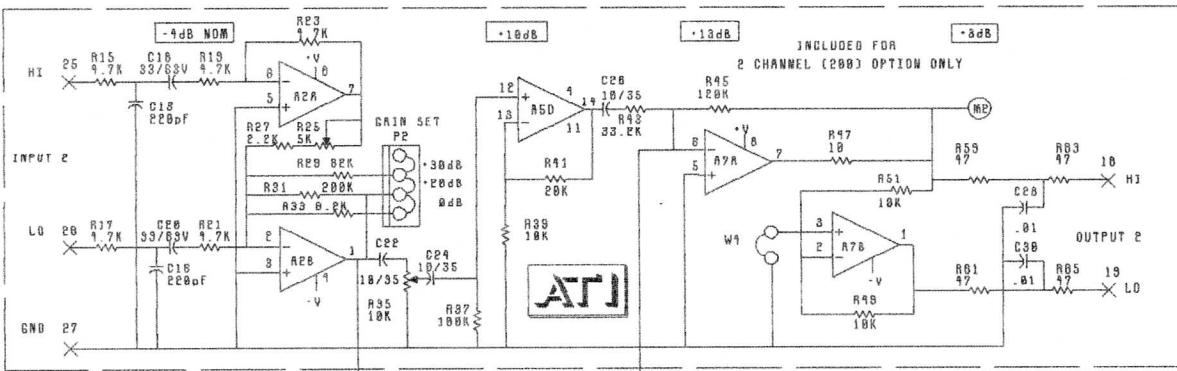 -4dB NOM
+10dB
+13dB
+3dB
INCLUDED FOR
2 CHANNEL (200) OPTION ONLY
HI
25
R15
4.7K
C18
33/63V
R19
4.7K
R23
4.7K
+V
8
6
5
A2A
7
C13
220pF
R27
2.2K
R25
5K
GAIN SET
P2
INPUT 2
R29 82K
+30dB
R31
200K
+20dB
R33 8.2K
0dB
LO
26
R17
4.7K
C20
33/63V
R21
4.7K
2
3
A2B
1
4
-V
C16
220pF
C22
10/35
R35
10K
C24
10/35
R37
100K
GND
27
12
13
A5D
4
14
11
C26
10/35
R43
33.2K
R41
20K
R39
10K
ATI
R45
120K
M2
6
5
A7A
+V
8
7
R47
10
R51
10K
W4
3
2
A7B
1
-V
R49
10K
R59
47
R63
47
18
HI
C28
.01
C30
.01
OUTPUT 2
R61
47
R65
47
19
LO